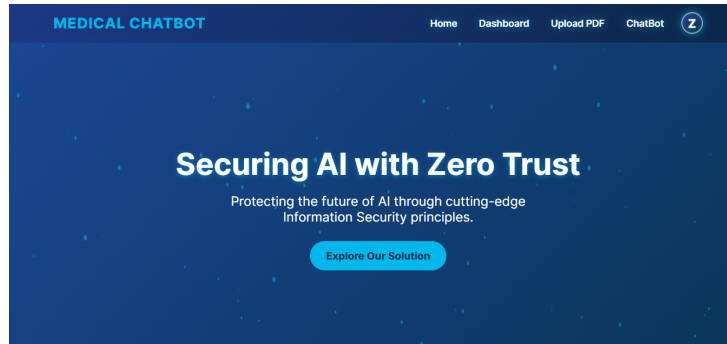 MEDICAL CHATBOT
Home
Dashboard
Upload PDF
ChatBot
Z
Securing AI with Zero Trust
Protecting the future of AI through cutting-edge
Information Security principles.
Explore Our Solution